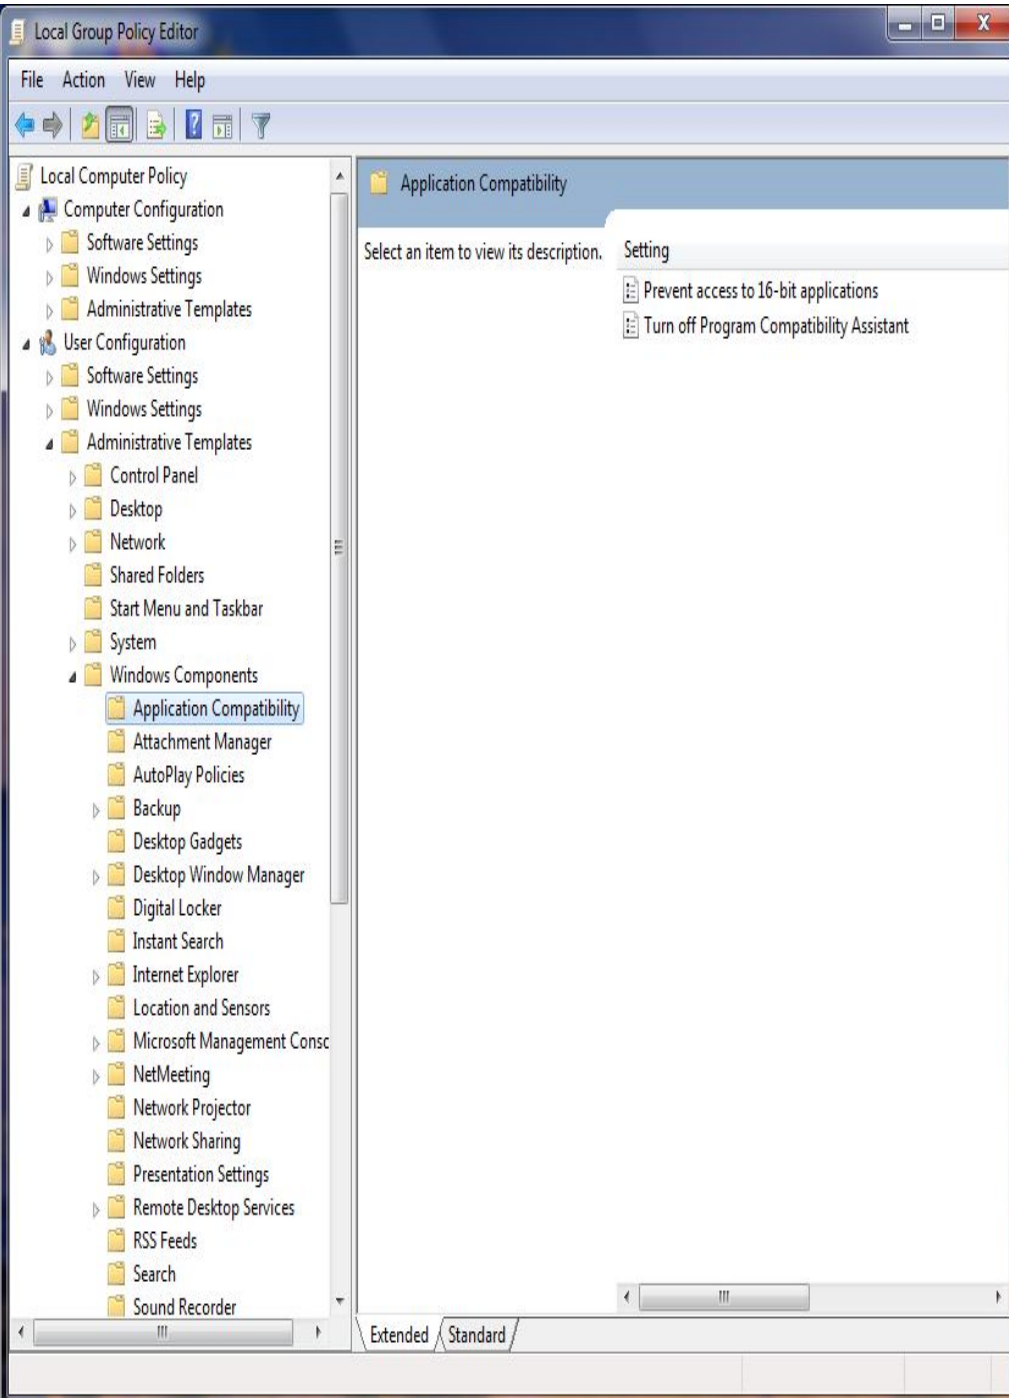 Local Group Policy Editor
File Action View Help
Local Computer Policy
Computer Configuration
Software Settings
Windows Settings
Administrative Templates
User Configuration
Software Settings
Windows Settings
Administrative Templates
Control Panel
Desktop
Network
Shared Folders
Start Menu and Taskbar
System
Windows Components
Application Compatibility
Attachment Manager
AutoPlay Policies
Backup
Desktop Gadgets
Desktop Window Manager
Digital Locker
Instant Search
Internet Explorer
Location and Sensors
Microsoft Management Consc
NetMeeting
Network Projector
Network Sharing
Presentation Settings
Remote Desktop Services
RSS Feeds
Search
Sound Recorder
Application Compatibility
Select an item to view its description.
Setting
Prevent access to 16-bit applications
Turn off Program Compatibility Assistant
Extended Standard